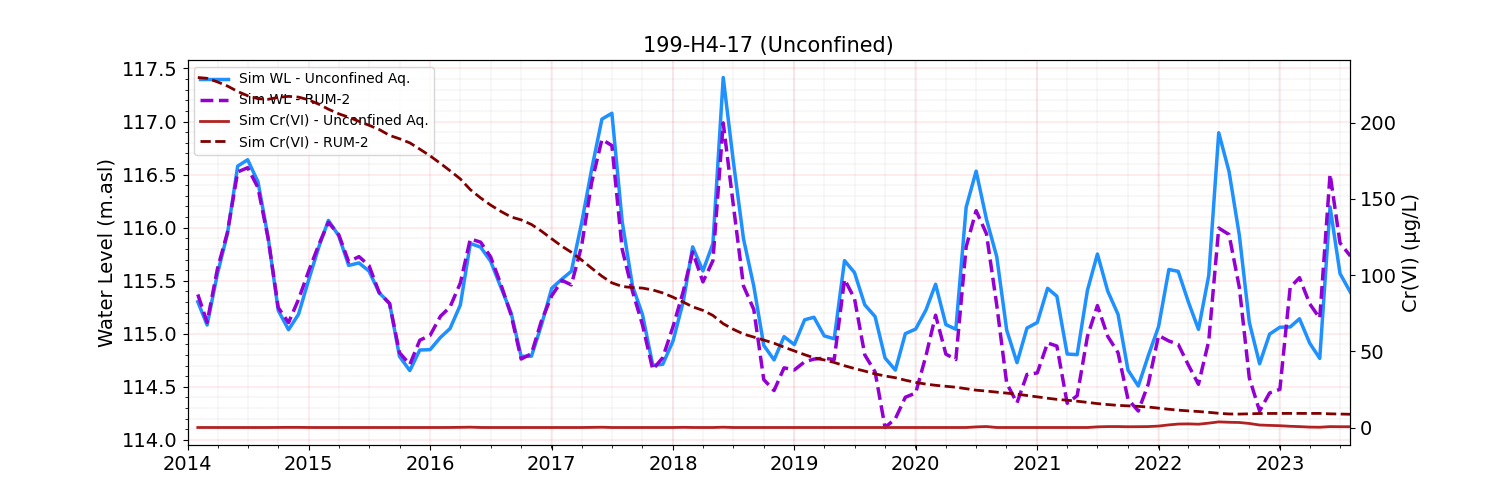 199-H4-17 (Unconfined)
Sim WL - Unconfined Aq.
Sim WL - RUM-2
Sim Cr(VI) - Unconfined Aq.
Sim Cr(VI) - RUM-2
Water Level (m.asl)
117.5
117.0
116.5
116.0
115.5
115.0
114.5
114.0
Cr(VI) (µg/L)
200
150
100
50
0
2014 2015 2016 2017 2018 2019 2020 2021 2022 2023